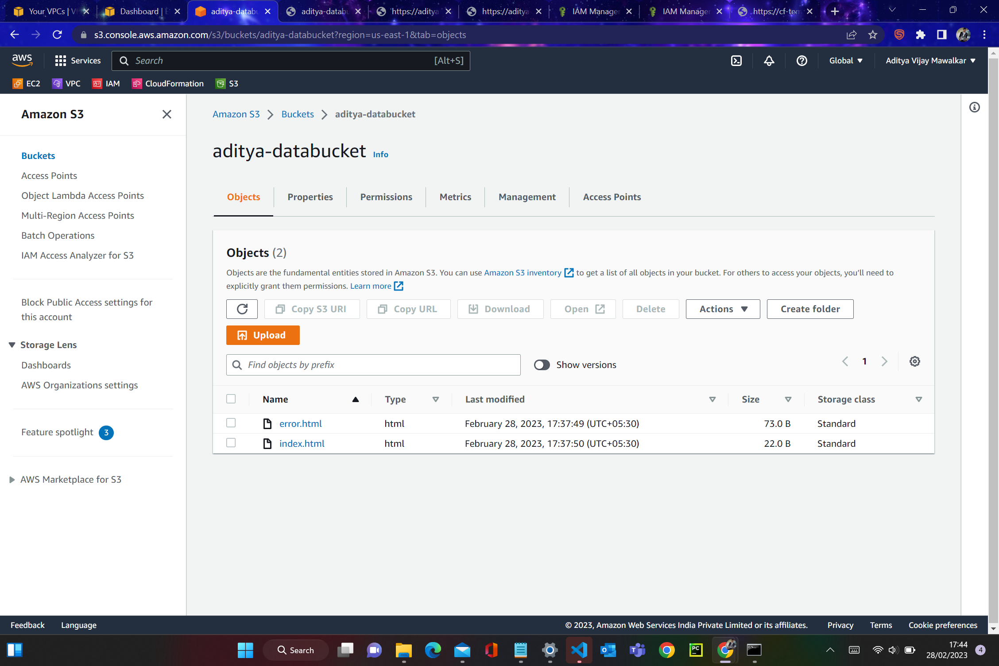 Your VPCs | V
Dashboard | E
aditya-databu
aditya-databu
https://aditya
https://aditya
IAM Manager
IAM Manager
https://cf-tem
s3.console.aws.amazon.com/s3/buckets/aditya-databucket?region=us-east-1&tab=objects
aws
Services
Search
[Alt+S]
Global
Aditya Vijay Mawalkar
EC2
VPC
IAM
CloudFormation
S3
Amazon S3
Buckets
Access Points
Object Lambda Access Points
Multi-Region Access Points
Batch Operations
IAM Access Analyzer for S3
Block Public Access settings for
this account
Storage Lens
Dashboards
AWS Organizations settings
Feature spotlight 3
AWS Marketplace for S3
Amazon S3 > Buckets > aditya-databucket
aditya-databucket Info
Objects
Properties
Permissions
Metrics
Management
Access Points
Objects (2)
Objects are the fundamental entities stored in Amazon S3. You can use Amazon S3 inventory to get a list of all objects in your bucket. For others to access your objects, you’ll need to
explicitly grant them permissions. Learn more
Copy S3 URI
Copy URL
Download
Open
Delete
Actions
Create folder
Upload
Find objects by prefix
Show versions
1
Name Type Last modified Size Storage class
error.html html February 28, 2023, 17:37:49 (UTC+05:30) 73.0 B Standard
index.html html February 28, 2023, 17:37:50 (UTC+05:30) 22.0 B Standard
Feedback
Language
© 2023, Amazon Web Services India Private Limited or its affiliates.
Privacy
Terms
Cookie preferences
Search
PC
17:44
28/02/2023
4